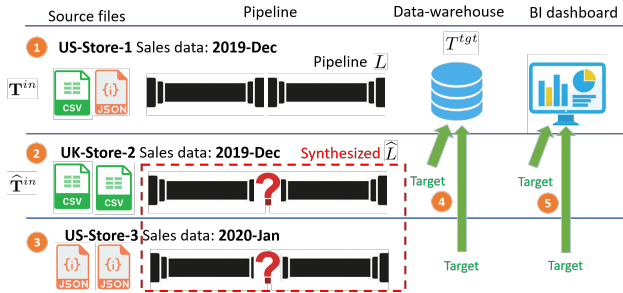 Source files
Pipeline
Data-warehouse
BI dashboard
1 US-Store-1 Sales data: 2019-Dec
Pipeline L
T^{tgt}
T^{in}
CSV
JSON
2 UK-Store-2 Sales data: 2019-Dec
Synthesized \widehat{L}
\widehat{T}^{in}
CSV
CSV
?
Target
4
Target
5
3 US-Store-3 Sales data: 2020-Jan
{i}
JSON
{i}
JSON
?
Target
Target